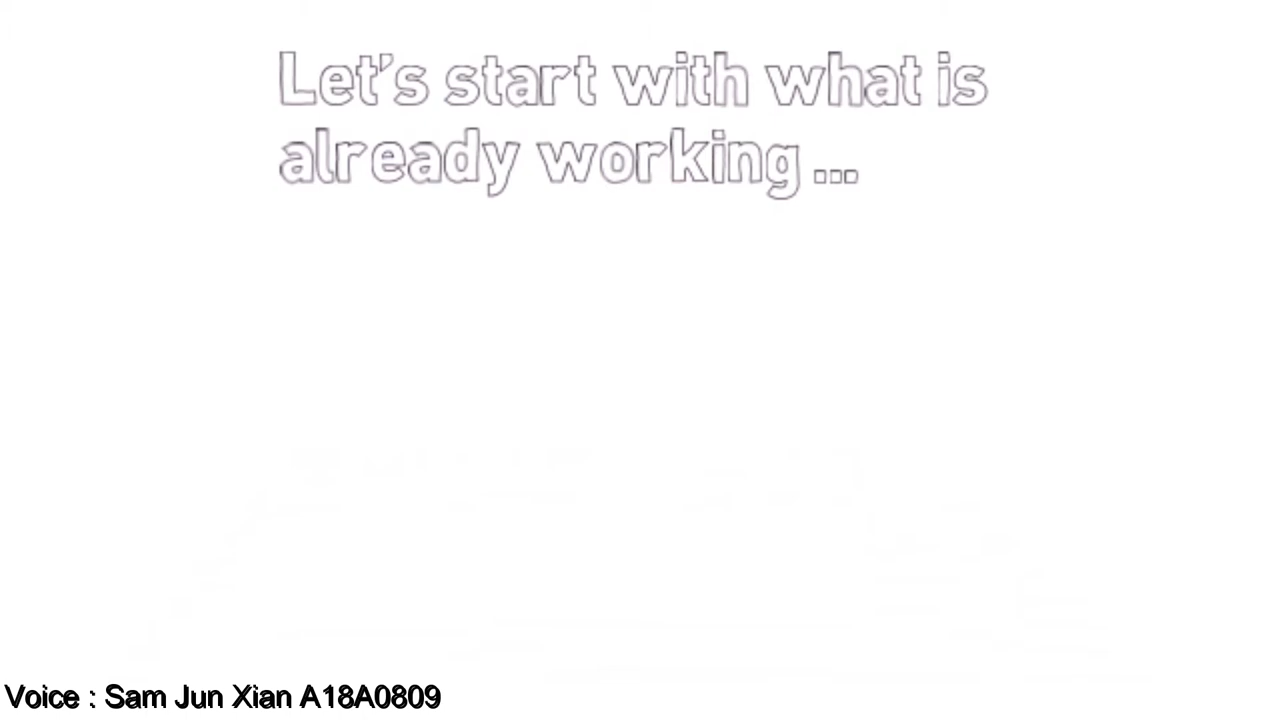 Let's start with what is
already working ...
Voice : Sam Jun Xian A18A0809